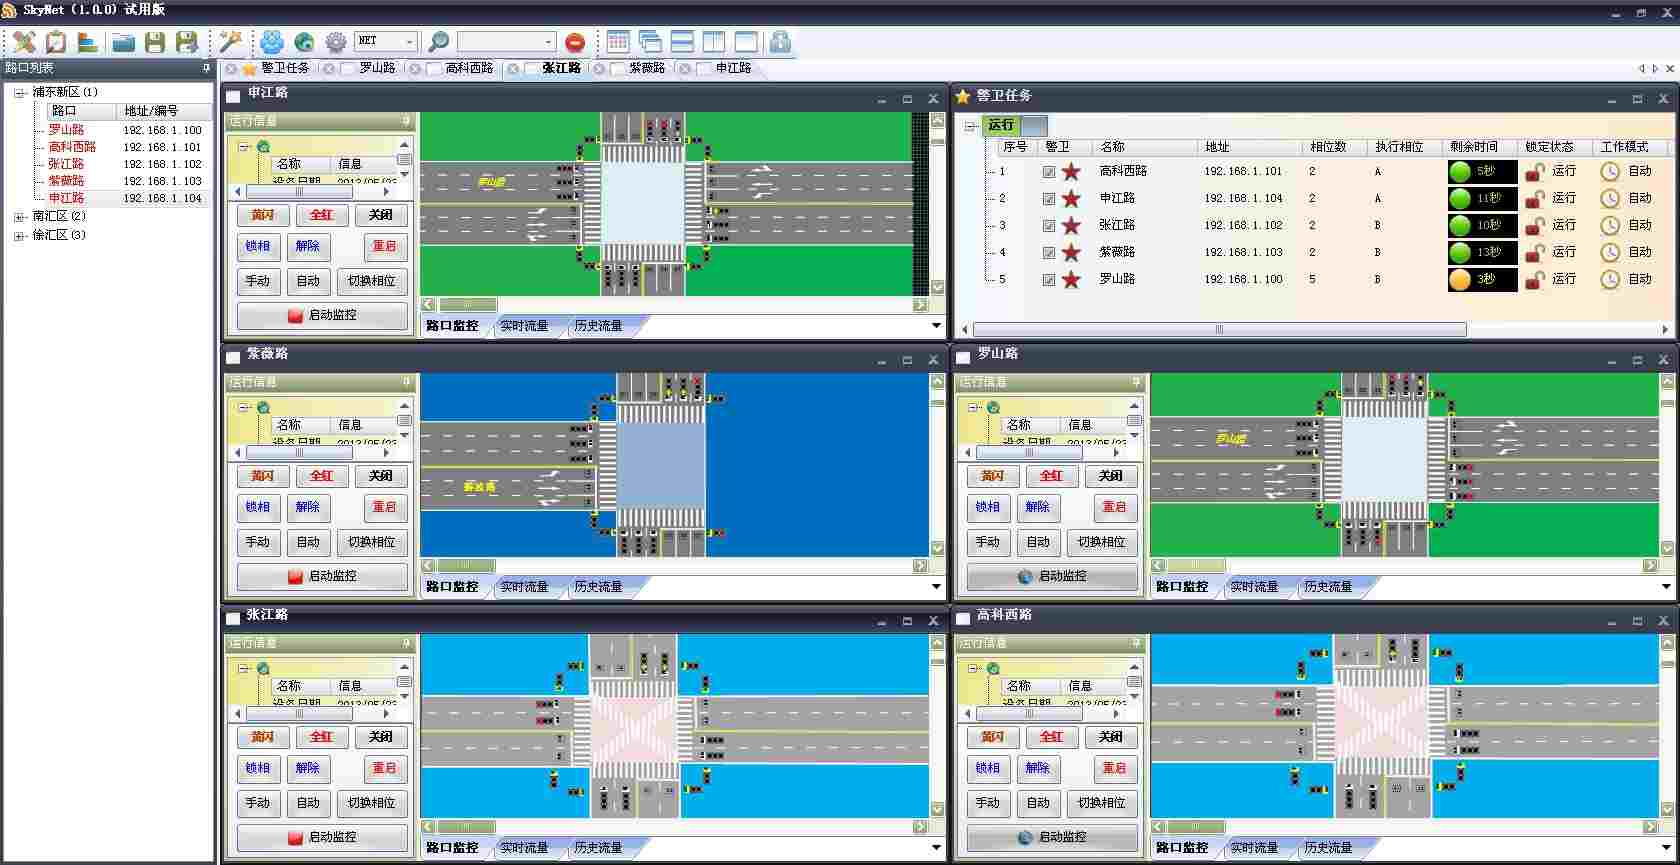 SkyNet (1.0.0) 试用版
NET
路口列表
警卫任务 罗山路 高科西路 张江路 紫薇路 申江路
浦东新区 (1)
路口 地址/编号
罗山路 192.168.1.100
高科西路 192.168.1.101
张江路 192.168.1.102
紫薇路 192.168.1.103
申江路 192.168.1.104
南汇区 (2)
徐汇区 (3)
申江路
运行信息
名称 信息
设备日期 2013/05/23
黄闪 全红 关闭
锁相 解除 重启
手动 自动 切换相位
启动监控
罗山路
路口监控 实时流量 历史流量
警卫任务
运行
序号 警卫 名称 地址 相位数 执行相位 剩余时间 锁定状态 工作模式
1 高科西路 192.168.1.101 2 A 5秒 运行 自动
2 申江路 192.168.1.104 2 A 11秒 运行 自动
3 张江路 192.168.1.102 2 B 10秒 运行 自动
4 紫薇路 192.168.1.103 2 B 13秒 运行 自动
5 罗山路 192.168.1.100 5 B 3秒 运行 自动
紫薇路
运行信息
名称 信息
设备日期 2013/05/23
黄闪 全红 关闭
锁相 解除 重启
手动 自动 切换相位
启动监控
路口监控 实时流量 历史流量
罗山路
运行信息
名称 信息
设备日期 2013/05/23
黄闪 全红 关闭
锁相 解除 重启
手动 自动 切换相位
启动监控
罗山路
路口监控 实时流量 历史流量
张江路
运行信息
名称 信息
设备日期 2013/05/23
黄闪 全红 关闭
锁相 解除 重启
手动 自动 切换相位
启动监控
路口监控 实时流量 历史流量
高科西路
运行信息
名称 信息
设备日期 2013/05/23
黄闪 全红 关闭
锁相 解除 重启
手动 自动 切换相位
启动监控
路口监控 实时流量 历史流量